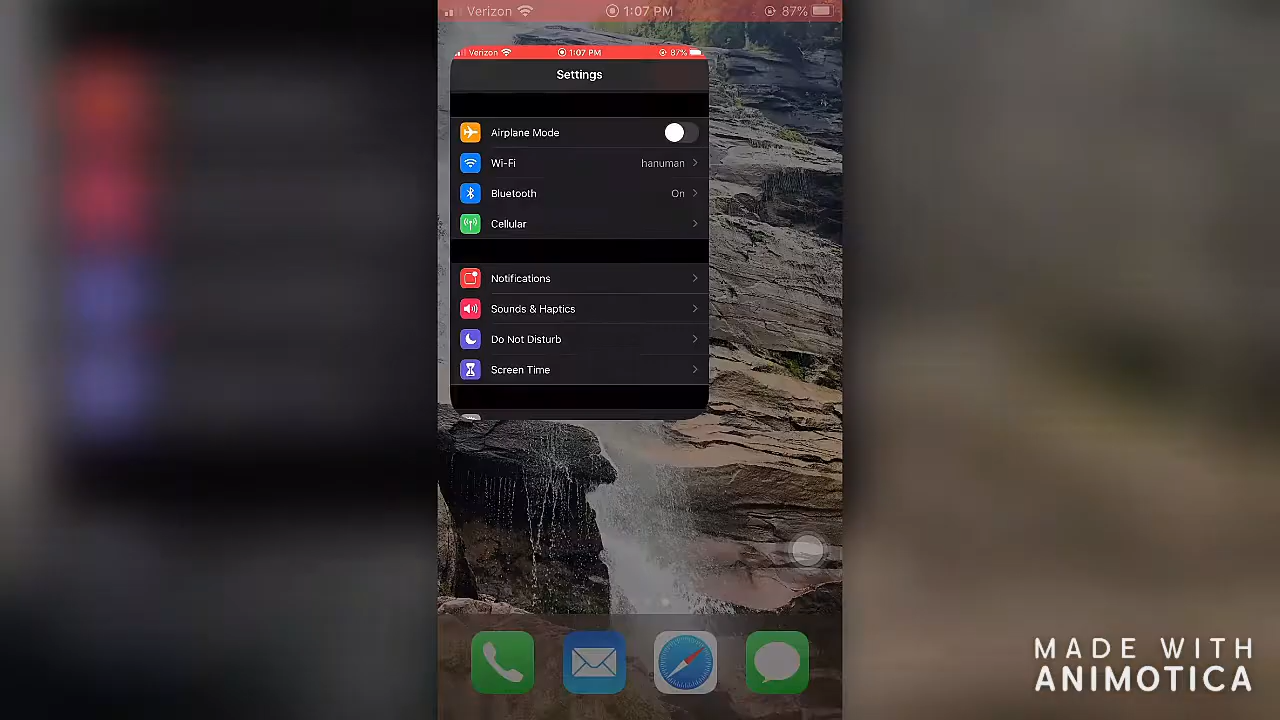 Verizon 1:07 PM 87%
Verizon 1:07 PM 87%
Settings
Airplane Mode
Wi-Fi hanuman
Bluetooth On
Cellular
Notifications
Sounds & Haptics
Do Not Disturb
Screen Time
MADE WITH
ANIMOTICA